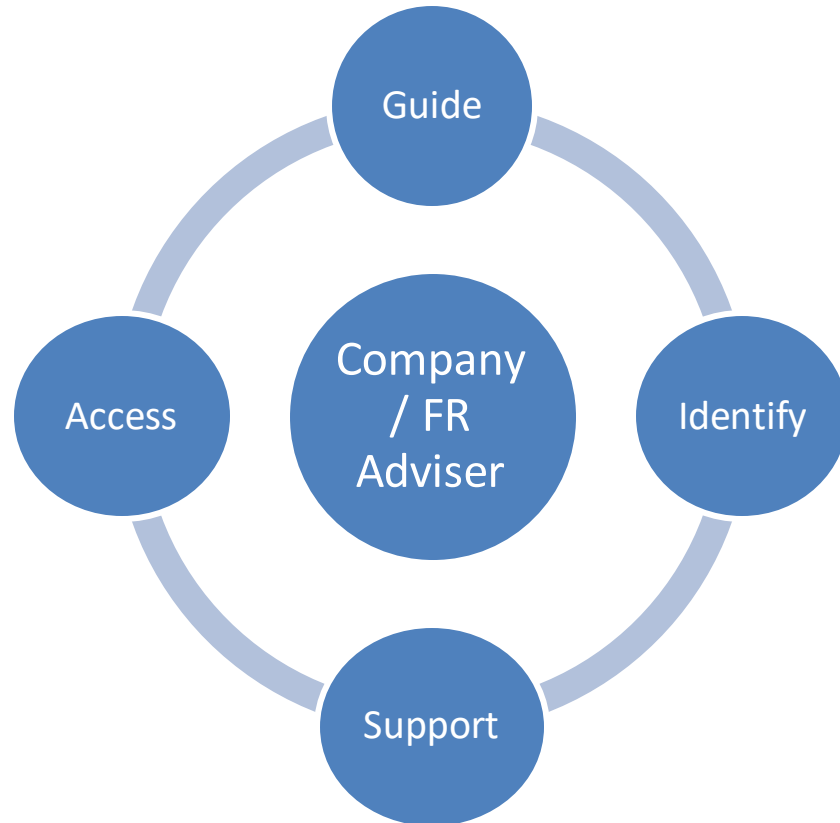 Guide
Access
Company
/ FR
Adviser
Identify
Support